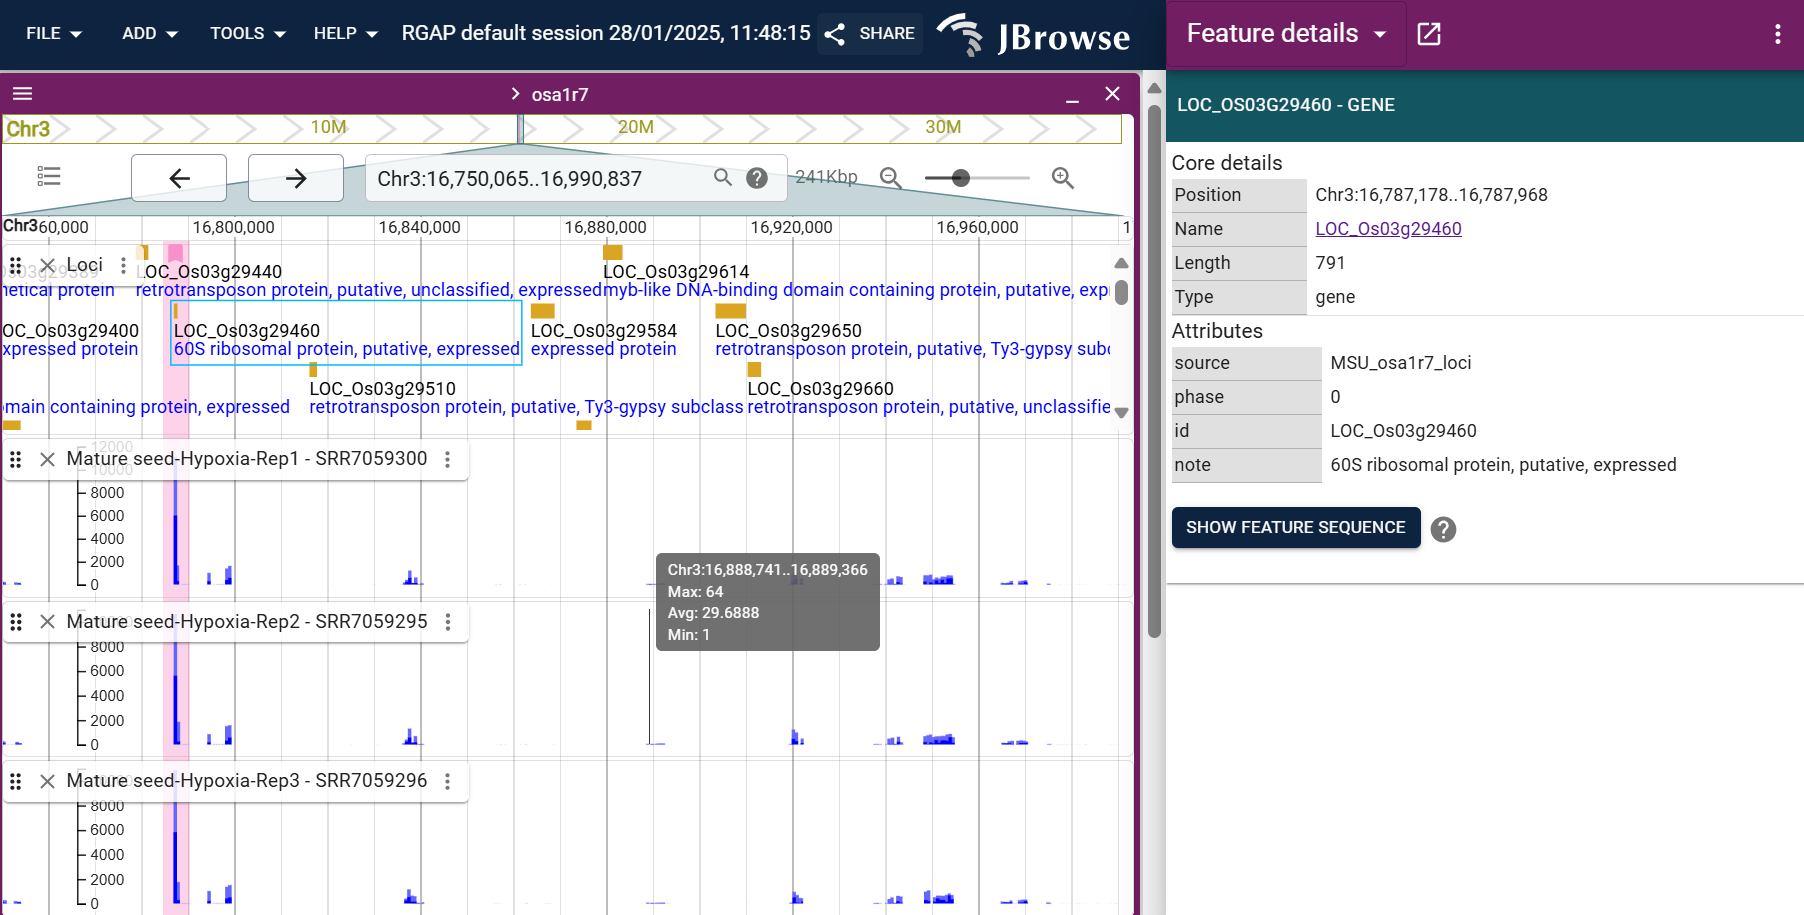 FILE ADD TOOLS HELP RGAP default session 28/01/2025, 11:48:15 SHARE JBrowse
osa1r7
Chr3 10M 20M 30M
Chr3:16,750,065..16,990,837 241Kbp
Chr3 60,000 16,800,000 16,840,000 16,880,000 16,920,000 16,960,000 1
Loci
LOC_Os03g29440 LOC_Os03g29614
hetical protein retrotransposon protein, putative, unclassified, expressed myb-like DNA-binding domain containing protein, putative, exp
OC_Os03g29400 LOC_Os03g29460 LOC_Os03g29584 LOC_Os03g29650
xpressed protein 60S ribosomal protein, putative, expressed expressed protein retrotransposon protein, putative, Ty3-gypsy subc
LOC_Os03g29510 LOC_Os03g29660
main containing protein, expressed retrotransposon protein, putative, Ty3-gypsy subclass retrotransposon protein, putative, unclassifie
12000
Mature seed-Hypoxia-Rep1 - SRR7059300
10000
8000
6000
4000
2000
0
Chr3:16,888,741..16,889,366
Max: 64
Avg: 29.6888
Min: 1
Mature seed-Hypoxia-Rep2 - SRR7059295
8000
6000
4000
2000
0
Mature seed-Hypoxia-Rep3 - SRR7059296
8000
6000
4000
2000
0
Feature details
LOC_OS03G29460 - GENE
Core details
Position Chr3:16,787,178..16,787,968
Name LOC_Os03g29460
Length 791
Type gene
Attributes
source MSU_osa1r7_loci
phase 0
id LOC_Os03g29460
note 60S ribosomal protein, putative, expressed
SHOW FEATURE SEQUENCE